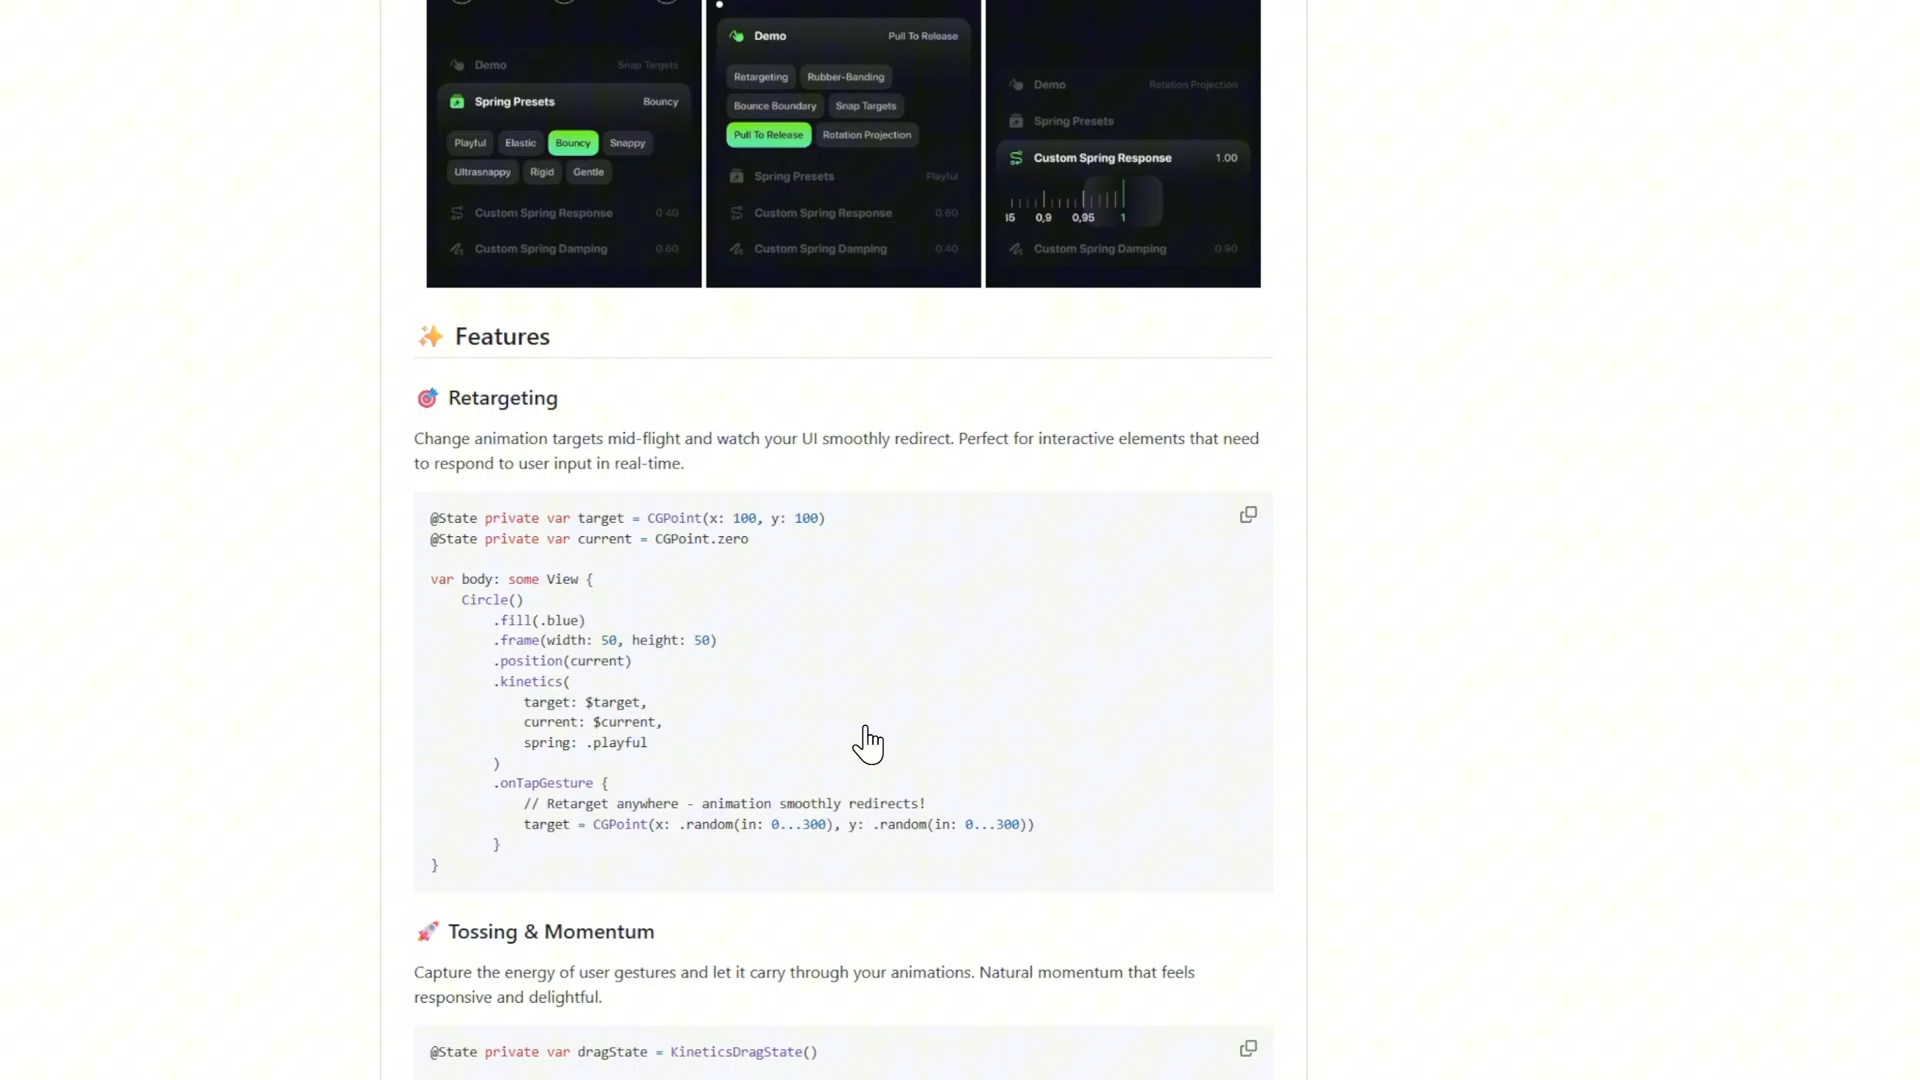 Demo Snap Targets
Spring Presets Bouncy
Playful Elastic Bouncy Snappy
Ultrasnappy Rigid Gentle
Custom Spring Response 0.40
Custom Spring Damping 0.60
Demo Pull To Release
Retargeting Rubber-Banding
Bounce Boundary Snap Targets
Pull To Release Rotation Projection
Spring Presets Playful
Custom Spring Response 0.60
Custom Spring Damping 0.40
Demo Rotation Projection
Spring Presets
Custom Spring Response 1.00
0,9 0,95 1
Custom Spring Damping 0.90
✨ Features
🎯 Retargeting
Change animation targets mid-flight and watch your UI smoothly redirect. Perfect for interactive elements that need
to respond to user input in real-time.
@State private var target = CGPoint(x: 100, y: 100)
@State private var current = CGPoint.zero
var body: some View {
Circle()
.fill(.blue)
.frame(width: 50, height: 50)
.position(current)
.kinetics(
target: $target,
current: $current,
spring: .playful
)
.onTapGesture {
// Retarget anywhere - animation smoothly redirects!
target = CGPoint(x: .random(in: 0...300), y: .random(in: 0...300))
}
}
🚀 Tossing & Momentum
Capture the energy of user gestures and let it carry through your animations. Natural momentum that feels
responsive and delightful.
@State private var dragState = KineticsDragState()